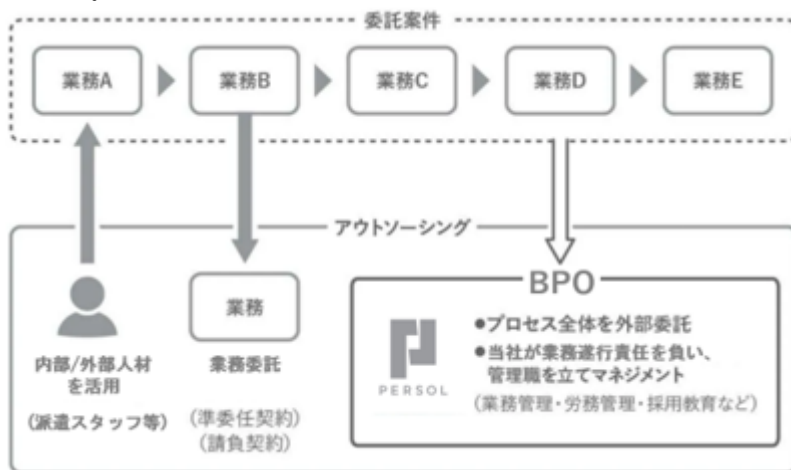 委託案件
業務A
業務B
業務C
業務D
業務E
アウトソーシング
内部/外部人材
を活用
(派遣スタッフ等)
業務
業務委託
(準委任契約)
(請負契約)
BPO
PERSOL
●プロセス全体を外部委託
●当社が業務遂行責任を負い、
管理職を立てマネジメント
(業務管理・労務管理・採用教育など)